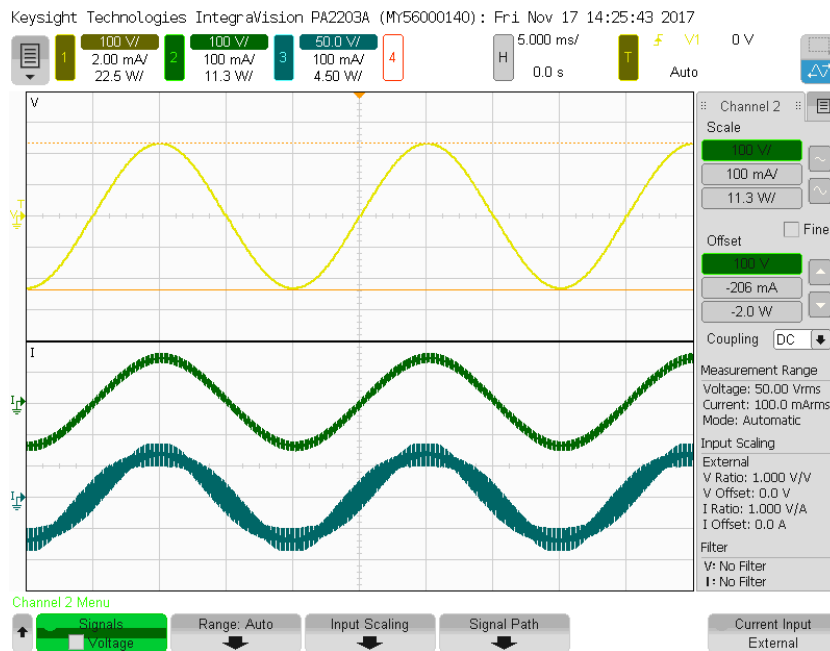 Keysight Technologies IntegraVision PA2203A (MY56000140): Fri Nov 17 14:25:43 2017
1 100 V/ 2 100 V/ 3 50.0 V/ 4 H 5.000 ms/ T V1 0 V
2.00 mA/ 100 mA/ 100 mA/
22.5 W/ 11.3 W/ 4.50 W/ 0.0 s Auto
V
T
V
I
I
I
Channel 2
Scale
100 V/
100 mA/
11.3 W/
Fine
Offset
100 V
-206 mA
-2.0 W
Coupling DC
Measurement Range
Voltage: 50.00 Vrms
Current: 100.0 mArms
Mode: Automatic
Input Scaling
External
V Ratio: 1.000 V/V
V Offset: 0.0 V
I Ratio: 1.000 V/A
I Offset: 0.0 A
Filter
V: No Filter
I: No Filter
Channel 2 Menu
Signals Range: Auto Input Scaling Signal Path Current Input
Voltage External